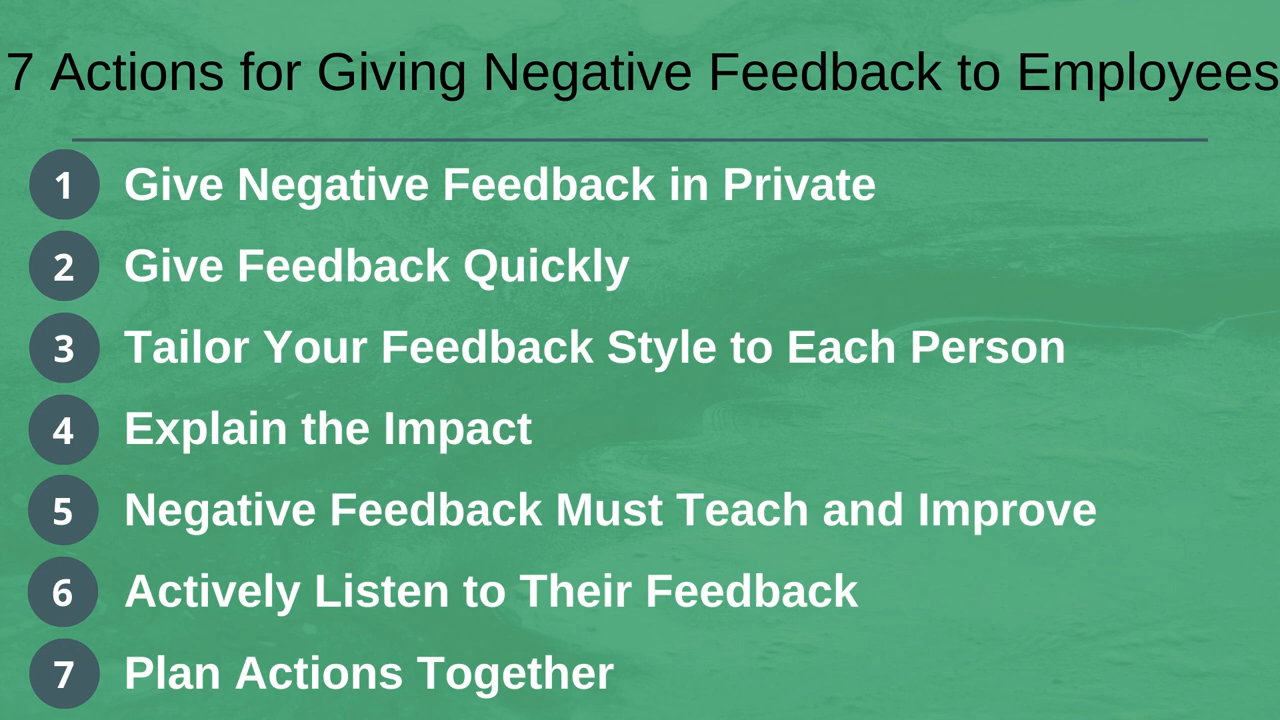 7 Actions for Giving Negative Feedback to Employees
1 Give Negative Feedback in Private
2 Give Feedback Quickly
3 Tailor Your Feedback Style to Each Person
4 Explain the Impact
5 Negative Feedback Must Teach and Improve
6 Actively Listen to Their Feedback
7 Plan Actions Together